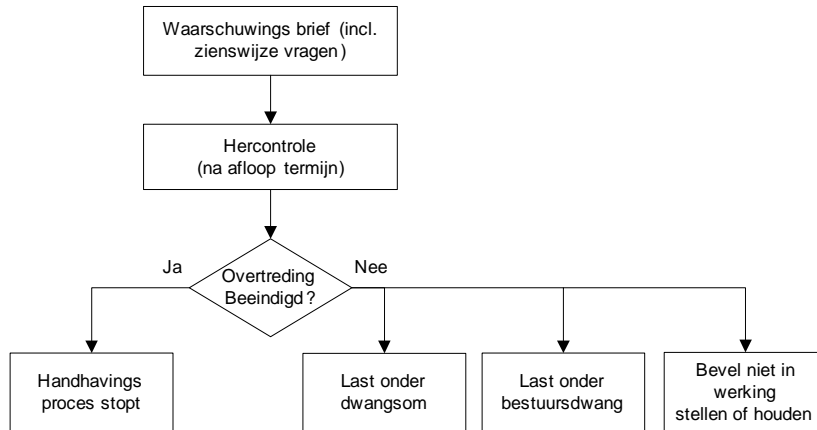 Waarschuwings brief (incl.
zienswijze vragen)
Hercontrole
(na afloop termijn)
Ja
Nee
Overtreding
Beeindigd?
Handhavings
proces stopt
Last onder
dwangsom
Last onder
bestuursdwang
Bevel niet in
werking
stellen of houden